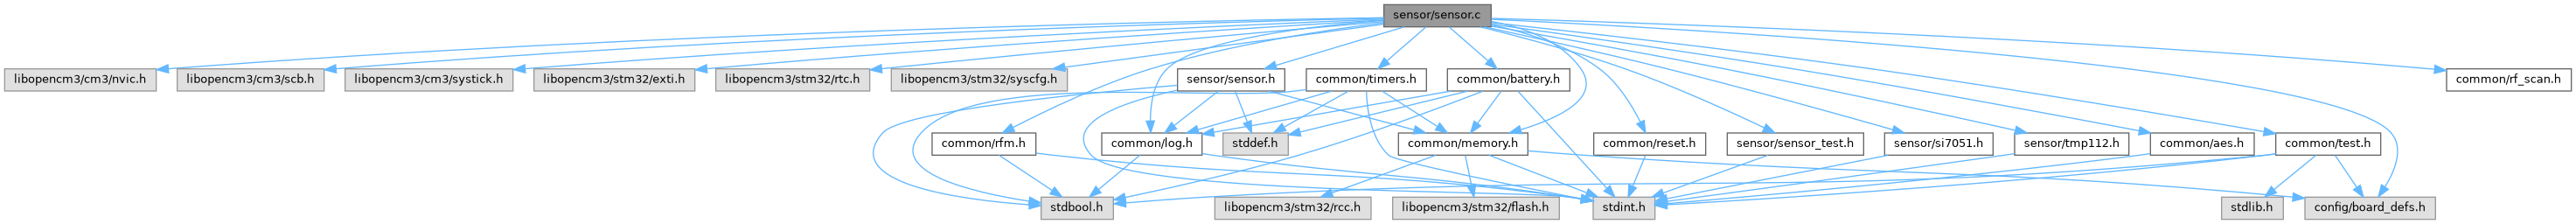 sensor/sensor.c
libopencm3/cm3/nvic.h
libopencm3/cm3/scb.h
libopencm3/cm3/systick.h
libopencm3/stm32/exti.h
libopencm3/stm32/rtc.h
libopencm3/stm32/syscfg.h
sensor/sensor.h
common/timers.h
common/battery.h
common/rf_scan.h
common/rfm.h
common/log.h
stddef.h
common/memory.h
common/reset.h
sensor/sensor_test.h
sensor/si7051.h
sensor/tmp112.h
common/aes.h
common/test.h
stdbool.h
libopencm3/stm32/rcc.h
libopencm3/stm32/flash.h
stdint.h
stdlib.h
config/board_defs.h